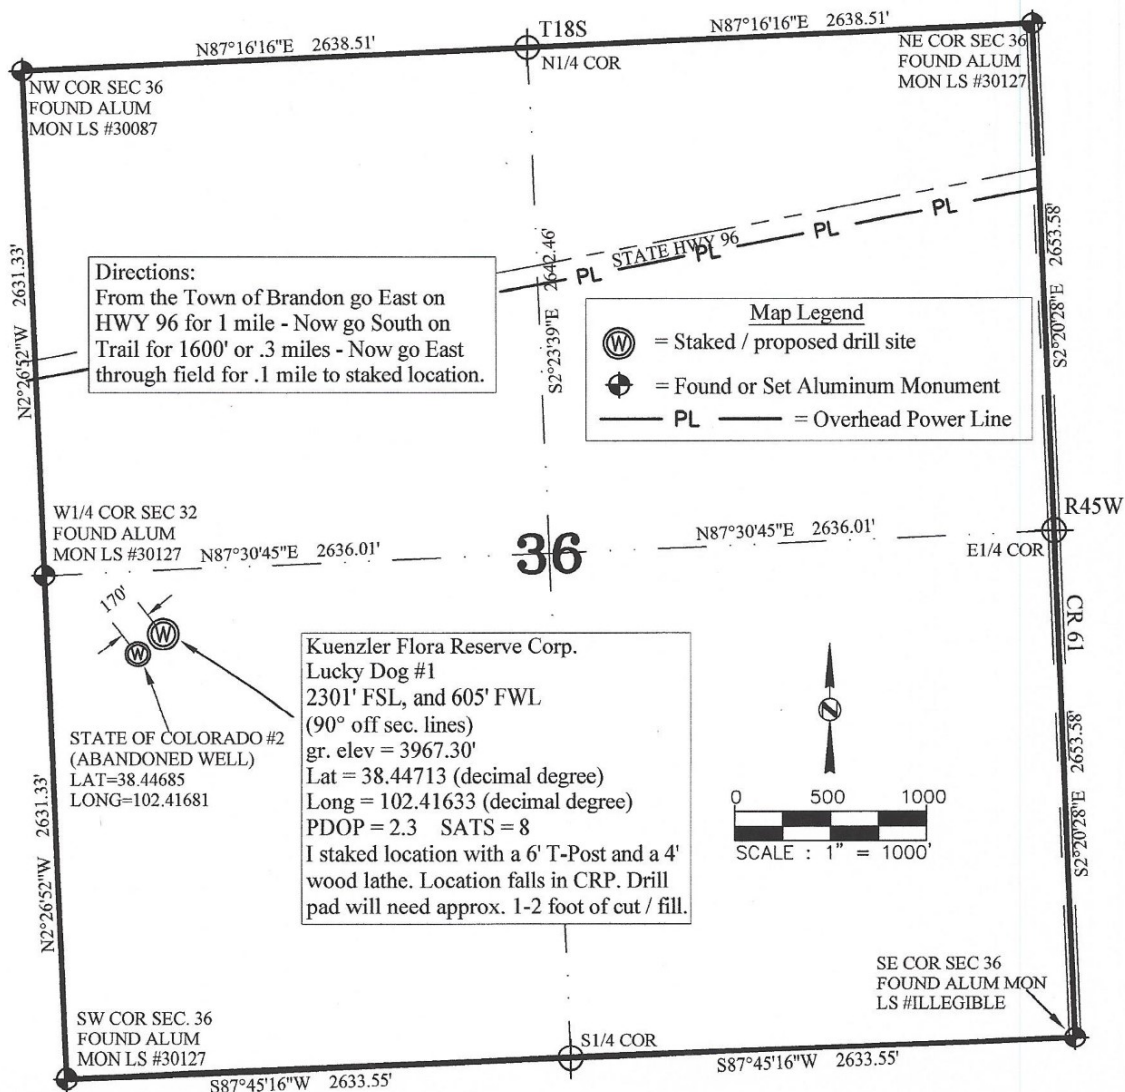 T18S
N87°16'16"E 2638.51'
N87°16'16"E 2638.51'
NW COR SEC 36
FOUND ALUM
MON LS #30087
N1/4 COR
NE COR SEC 36
FOUND ALUM
MON LS #30127
N2°26'52"W 2631.33'
S2°23'39"E 2642.46'
S2°20'28"E 2653.58'
STATE HWY 96
PL PL PL PL
Directions:
From the Town of Brandon go East on
HWY 96 for 1 mile - Now go South on
Trail for 1600' or .3 miles - Now go East
through field for .1 mile to staked location.
Map Legend
W = Staked / proposed drill site
= Found or Set Aluminum Monument
PL = Overhead Power Line
W1/4 COR SEC 32
FOUND ALUM
MON LS #30127
N87°30'45"E 2636.01'
36
N87°30'45"E 2636.01'
R45W
E1/4 COR
CR 61
170'
W
W
STATE OF COLORADO #2
(ABANDONED WELL)
LAT=38.44685
LONG=102.41681
Kuenzler Flora Reserve Corp.
Lucky Dog #1
2301' FSL, and 605' FWL
(90° off sec. lines)
gr. elev = 3967.30'
Lat = 38.44713 (decimal degree)
Long = 102.41633 (decimal degree)
PDOP = 2.3 SATS = 8
I staked location with a 6' T-Post and a 4'
wood lathe. Location falls in CRP. Drill
pad will need approx. 1-2 foot of cut / fill.
N
0 500 1000
SCALE : 1" = 1000'
N2°26'52"W 2631.33'
S2°20'28"E 2653.58'
SW COR SEC. 36
FOUND ALUM
MON LS #30127
S1/4 COR
SE COR SEC 36
FOUND ALUM MON
LS #ILLEGIBLE
S87°45'16"W 2633.55'
S87°45'16"W 2633.55'